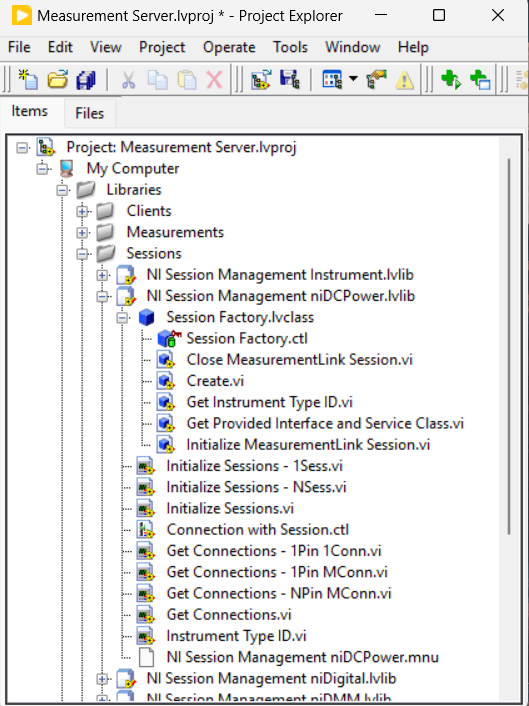 Measurement Server.lvproj * - Project Explorer
File Edit View Project Operate Tools Window Help
Items Files
Project: Measurement Server.lvproj
My Computer
Libraries
Clients
Measurements
Sessions
NI Session Management Instrument.lvlib
NI Session Management niDCPower.lvlib
Session Factory.lvclass
Session Factory.ctl
Close MeasurementLink Session.vi
Create.vi
Get Instrument Type ID.vi
Get Provided Interface and Service Class.vi
Initialize MeasurementLink Session.vi
Initialize Sessions - 1Sess.vi
Initialize Sessions - NSess.vi
Initialize Sessions.vi
Connection with Session.ctl
Get Connections - 1Pin 1Conn.vi
Get Connections - 1Pin MConn.vi
Get Connections - NPin MConn.vi
Get Connections.vi
Instrument Type ID.vi
NI Session Management niDCPower.mnu
NI Session Management niDigital.lvlib
NI Session Management niDMM.lvlib